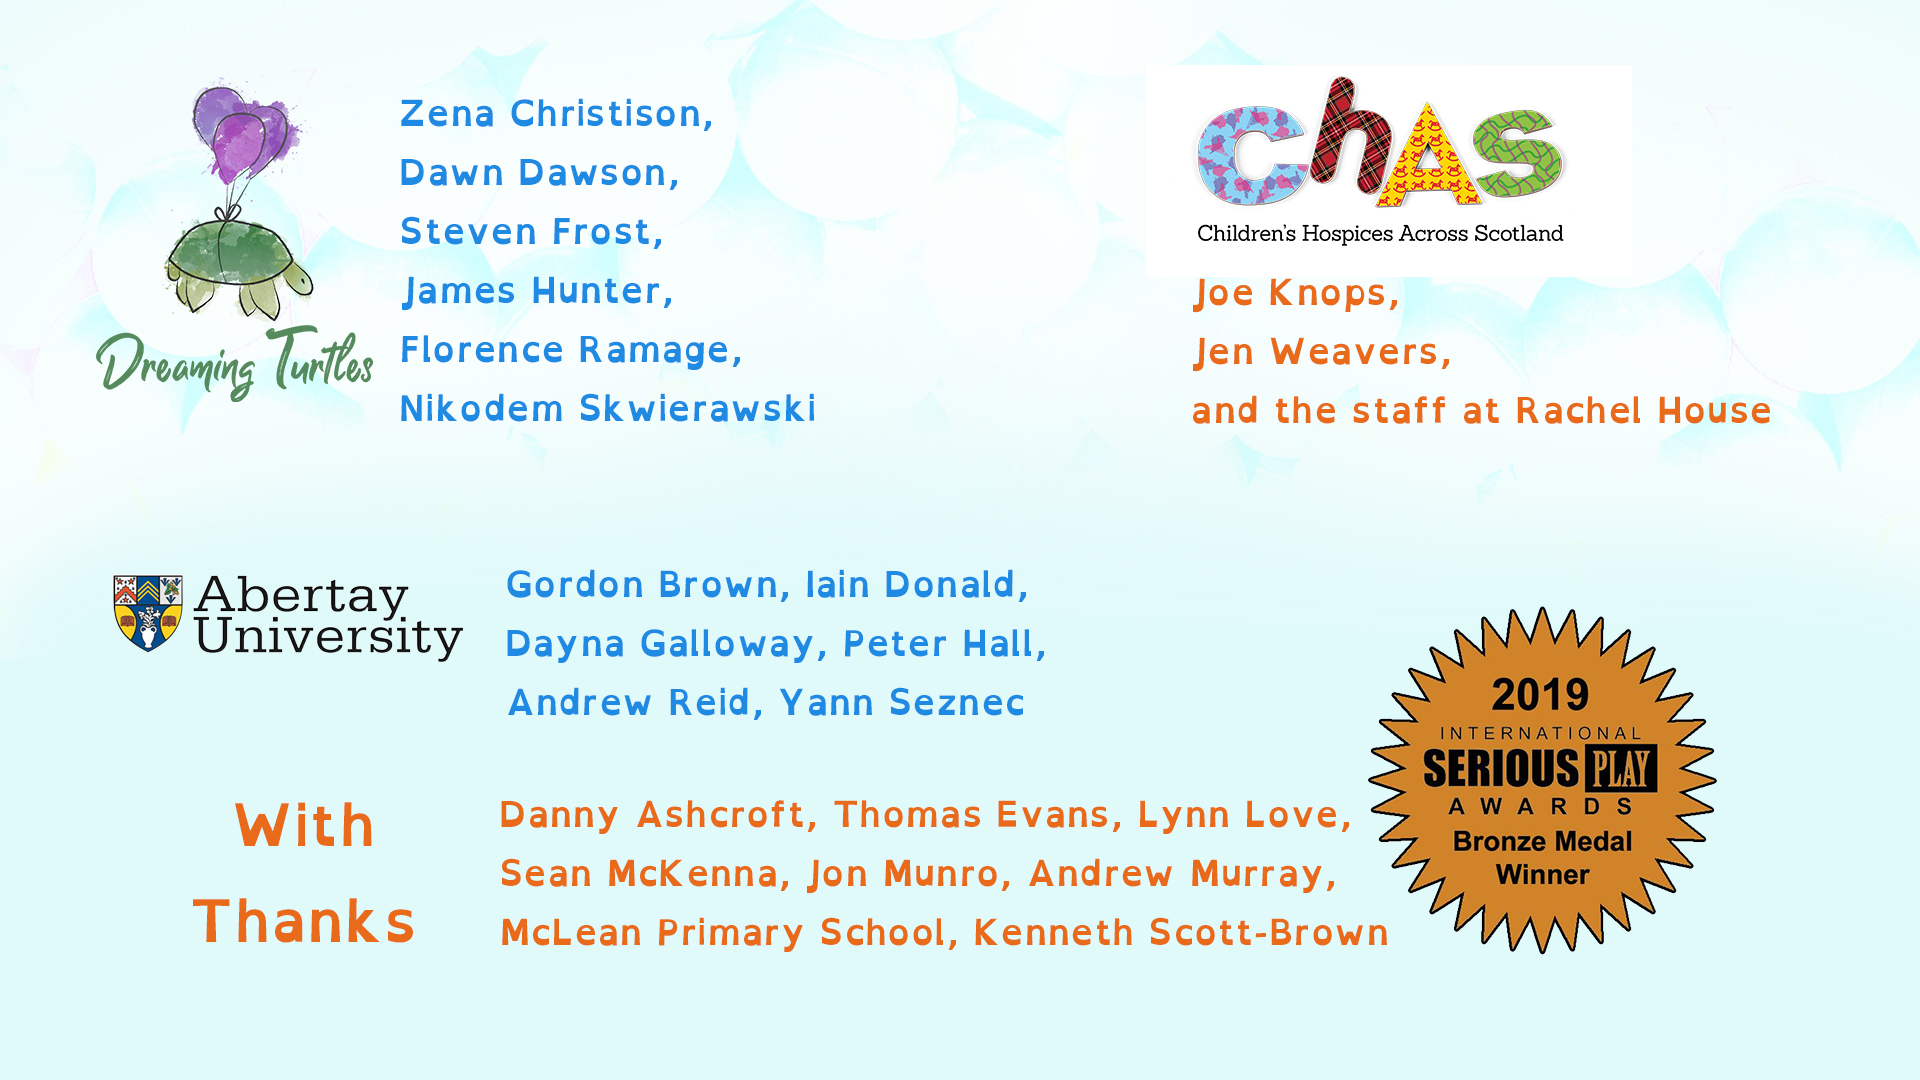 Dreaming Turtles
Zena Christison,
Dawn Dawson,
Steven Frost,
James Hunter,
Florence Ramage,
Nikodem Skwierawski
ChAS
Children's Hospices Across Scotland
Joe Knops,
Jen Weavers,
and the staff at Rachel House
Abertay
University
Gordon Brown, Iain Donald,
Dayna Galloway, Peter Hall,
Andrew Reid, Yann Seznec
With
Thanks
Danny Ashcroft, Thomas Evans, Lynn Love,
Sean McKenna, Jon Munro, Andrew Murray,
McLean Primary School, Kenneth Scott-Brown
2019
INTERNATIONAL
SERIOUS PLAY
AWARDS
Bronze Medal
Winner